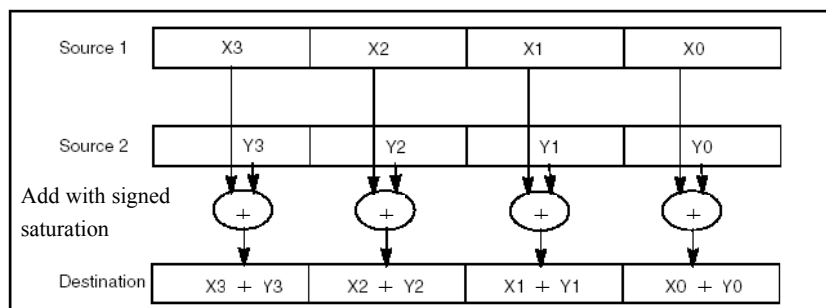 Source 1 X3 X2 X1 X0
Source 2 Y3 Y2 Y1 Y0
Add with signed
saturation
+ + + +
Destination X3 + Y3 X2 + Y2 X1 + Y1 X0 + Y0